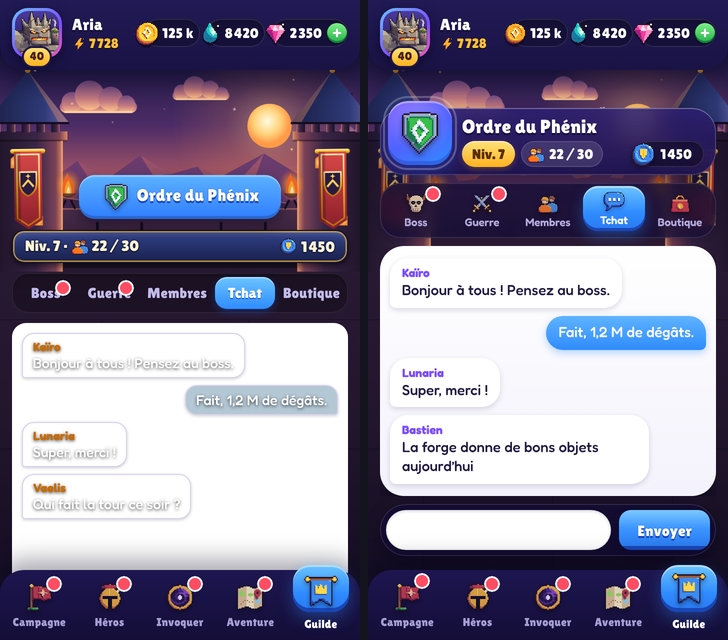 Aria
7728
40
125 k
8420
2350
Ordre du Phénix
Niv. 7 · 22 / 30
1450
Boss
Guerre
Membres
Tchat
Boutique
Kaïro
Bonjour à tous ! Pensez au boss.
Fait, 1,2 M de dégâts.
Lunaria
Super, merci !
Vaelis
Qui fait la tour ce soir ?
Campagne
Héros
Invoquer
Aventure
Guilde
Aria
7728
40
125 k
8420
2350
Ordre du Phénix
Niv. 7
22 / 30
1450
Boss
Guerre
Membres
Tchat
Boutique
Kaïro
Bonjour à tous ! Pensez au boss.
Fait, 1,2 M de dégâts.
Lunaria
Super, merci !
Bastien
La forge donne de bons objets
aujourd'hui
Envoyer
Campagne
Héros
Invoquer
Aventure
Guilde